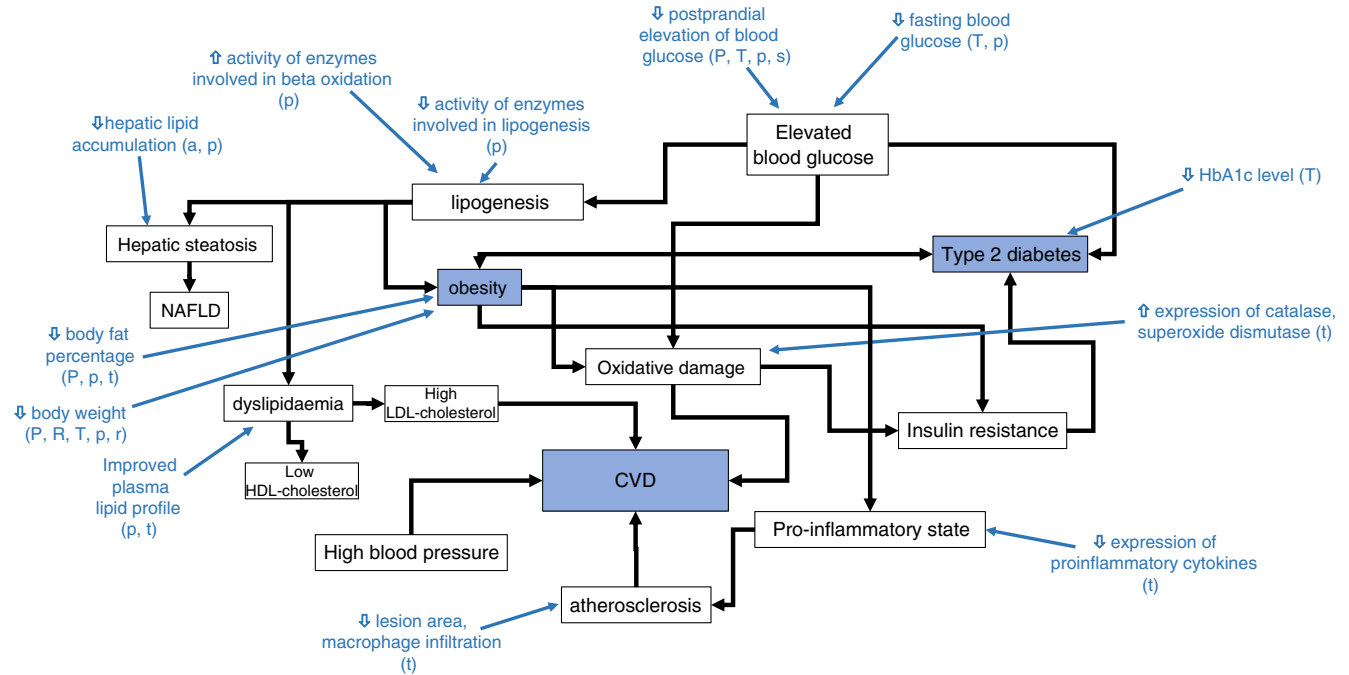 ⇩ postprandial
elevation of blood
glucose (P, T, p, s)
⇩ fasting blood
glucose (T, p)
⇧ activity of enzymes
involved in beta oxidation
(p)
⇩ activity of enzymes
involved in lipogenesis
(p)
⇩hepatic lipid
accumulation (a, p)
Elevated
blood glucose
⇩ HbA1c level (T)
lipogenesis
Hepatic steatosis
Type 2 diabetes
obesity
NAFLD
⇧ expression of catalase,
superoxide dismutase (t)
⇩ body fat
percentage
(P, p, t)
Oxidative damage
dyslipidaemia
High
LDL-cholesterol
⇩ body weight
(P, R, T, p, r)
Insulin resistance
Improved
plasma
lipid profile
(p, t)
Low
HDL-cholesterol
CVD
Pro-inflammatory state
High blood pressure
⇩ expression of
proinflammatory cytokines
(t)
atherosclerosis
⇩ lesion area,
macrophage infiltration
(t)